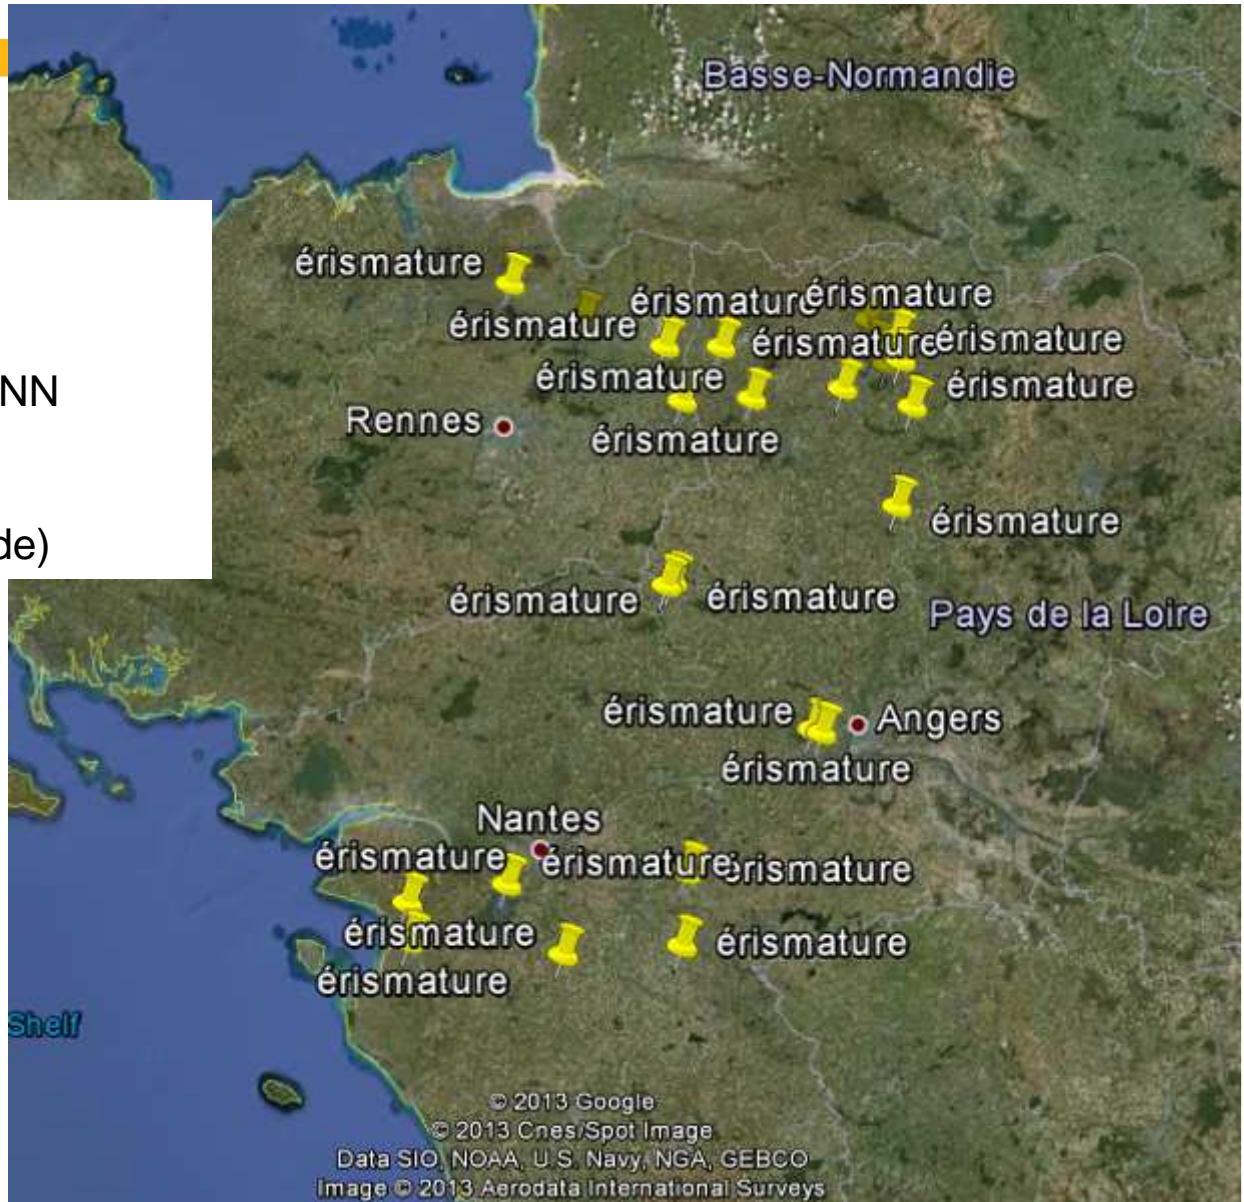 Basse-Normandie
érismature
érismature
érismature
érismature
érismature
érismature
NN
érismature
érismature
Rennes
érismature
érismature
de)
érismature
érismature
Pays de la Loire
érismature
Angers
érismature
Nantes
érismature
érismature
érismature
érismature
érismature
érismature
Shelf
© 2013 Google
© 2013 Cnes/Spot Image
Data SIO, NOAA, U.S. Navy, NGA, GEBCO
Image © 2013 Aerodata International Surveys